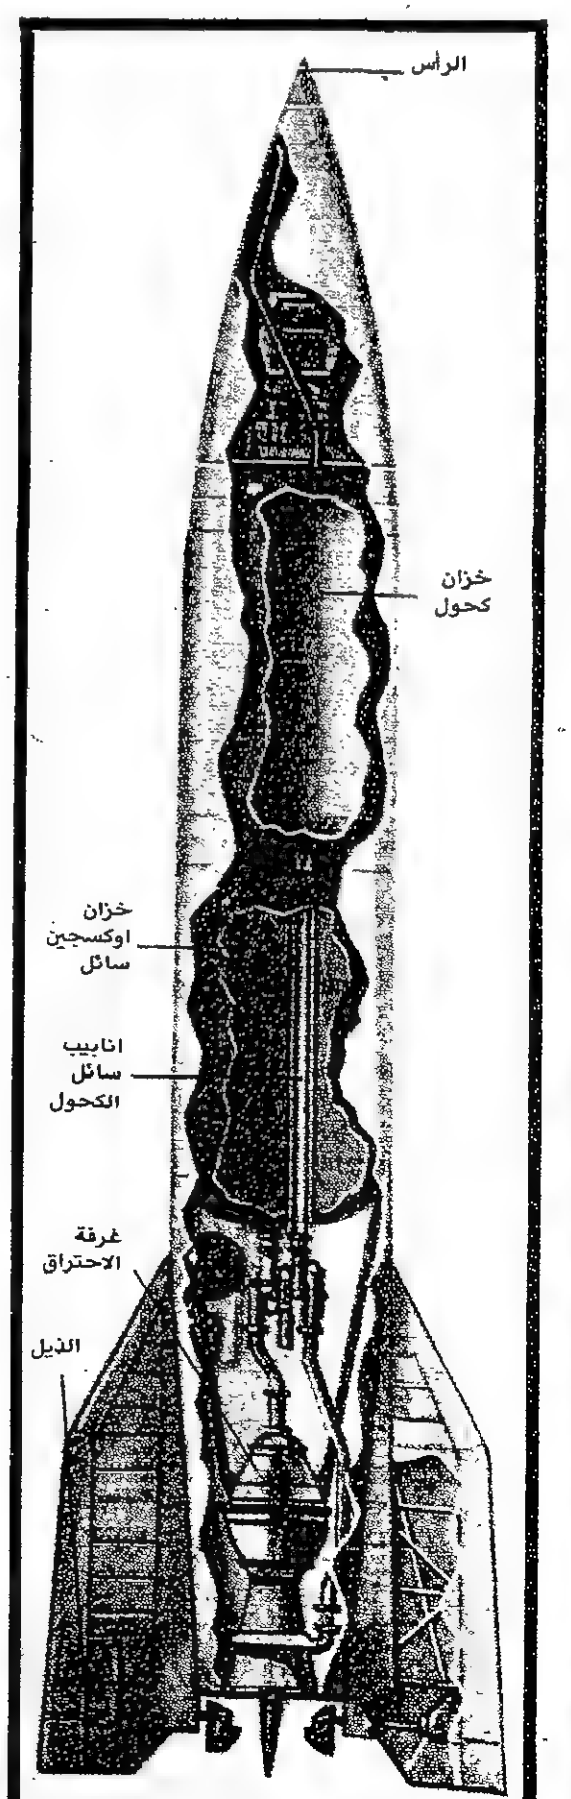 الرأس
خزان
كحول
خزان
اوكسجين
سائل
انابيب
سائل
الكحول
غرفة
الاحتراق
الذيل